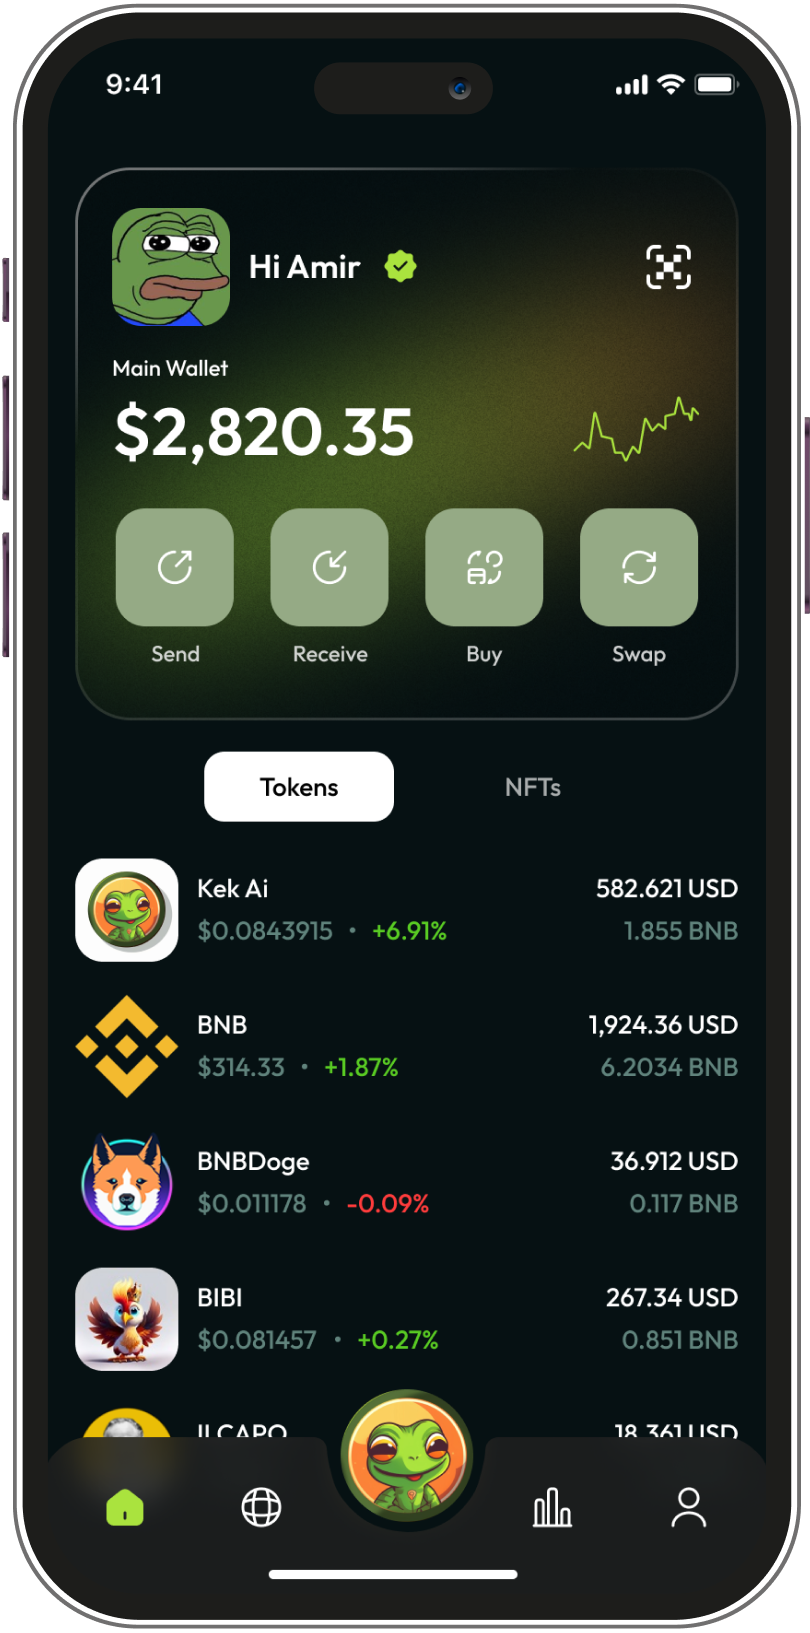 9:41
Hi Amir
Main Wallet
$2,820.35
Send Receive Buy Swap
Tokens NFTs
Kek Ai 582.621 USD
$0.0843915 • +6.91% 1.855 BNB
BNB 1,924.36 USD
$314.33 • +1.87% 6.2034 BNB
BNBDoge 36.912 USD
$0.011178 • -0.09% 0.117 BNB
BIBI 267.34 USD
$0.081457 • +0.27% 0.851 BNB
ILCAPO 18.361 USD